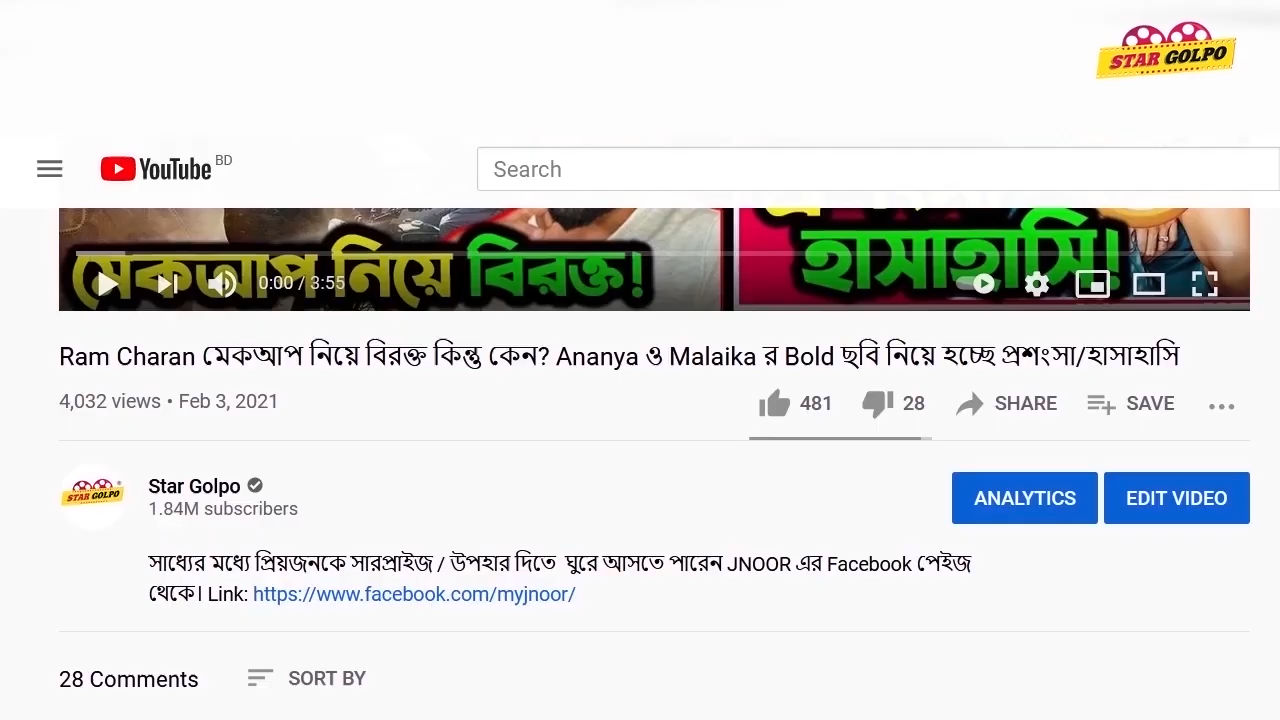 STAR GOLPO
YouTube BD
Search
মেকআপ নিয়ে বিরক্ত!
হাসাহাসি!
0:00 / 3:55
Ram Charan মেকআপ নিয়ে বিরক্ত কিন্তু কেন? Ananya ও Malaika র Bold ছবি নিয়ে হচ্ছে প্রশংসা/হাসাহাসি
4,032 views • Feb 3, 2021
481
28
SHARE
SAVE
STAR GOLPO
Star Golpo
1.84M subscribers
ANALYTICS
EDIT VIDEO
সাধ্যের মধ্যে প্রিয়জনকে সারপ্রাইজ / উপহার দিতে ঘুরে আসতে পারেন JNOOR এর Facebook পেইজ
থেকে। Link: https://www.facebook.com/myjnoor/
28 Comments
SORT BY